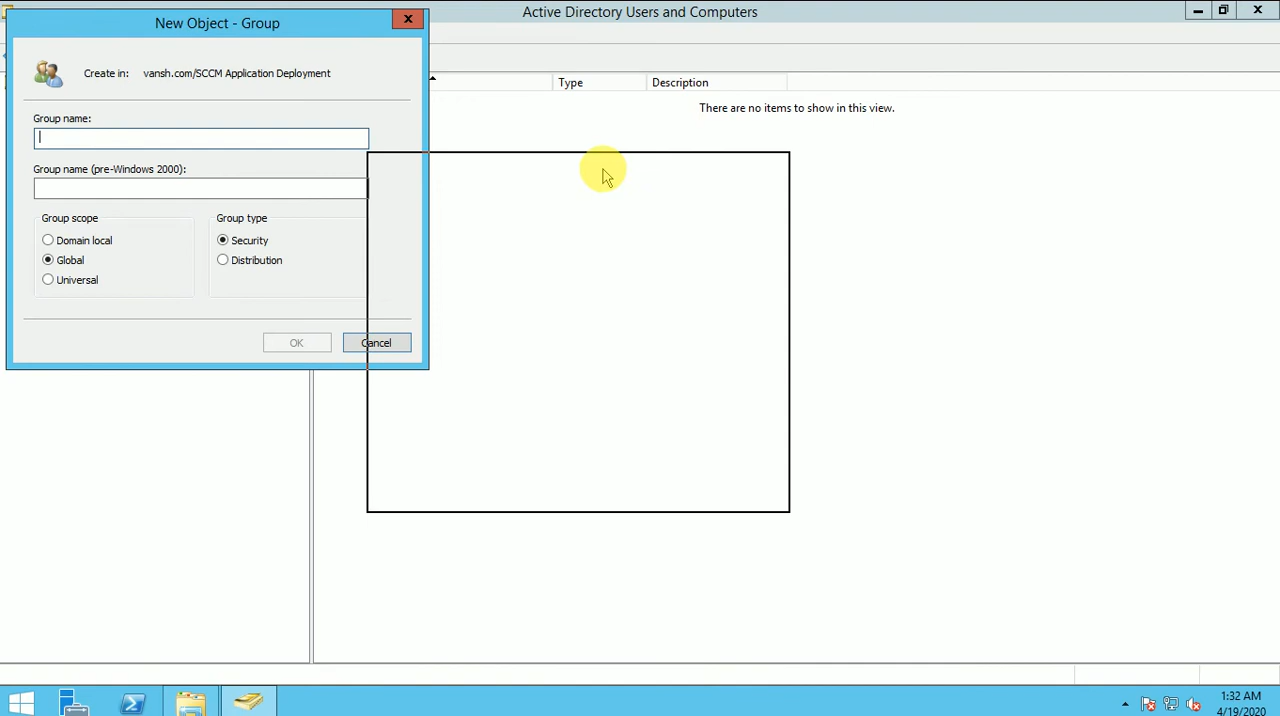 Active Directory Users and Computers
New Object - Group
Create in: vansh.com/SCCM Application Deployment
Group name:
Group name (pre-Windows 2000):
Group scope
Domain local
Global
Universal
Group type
Security
Distribution
OK
Cancel
Type
Description
There are no items to show in this view.
1:32 AM
4/19/2020